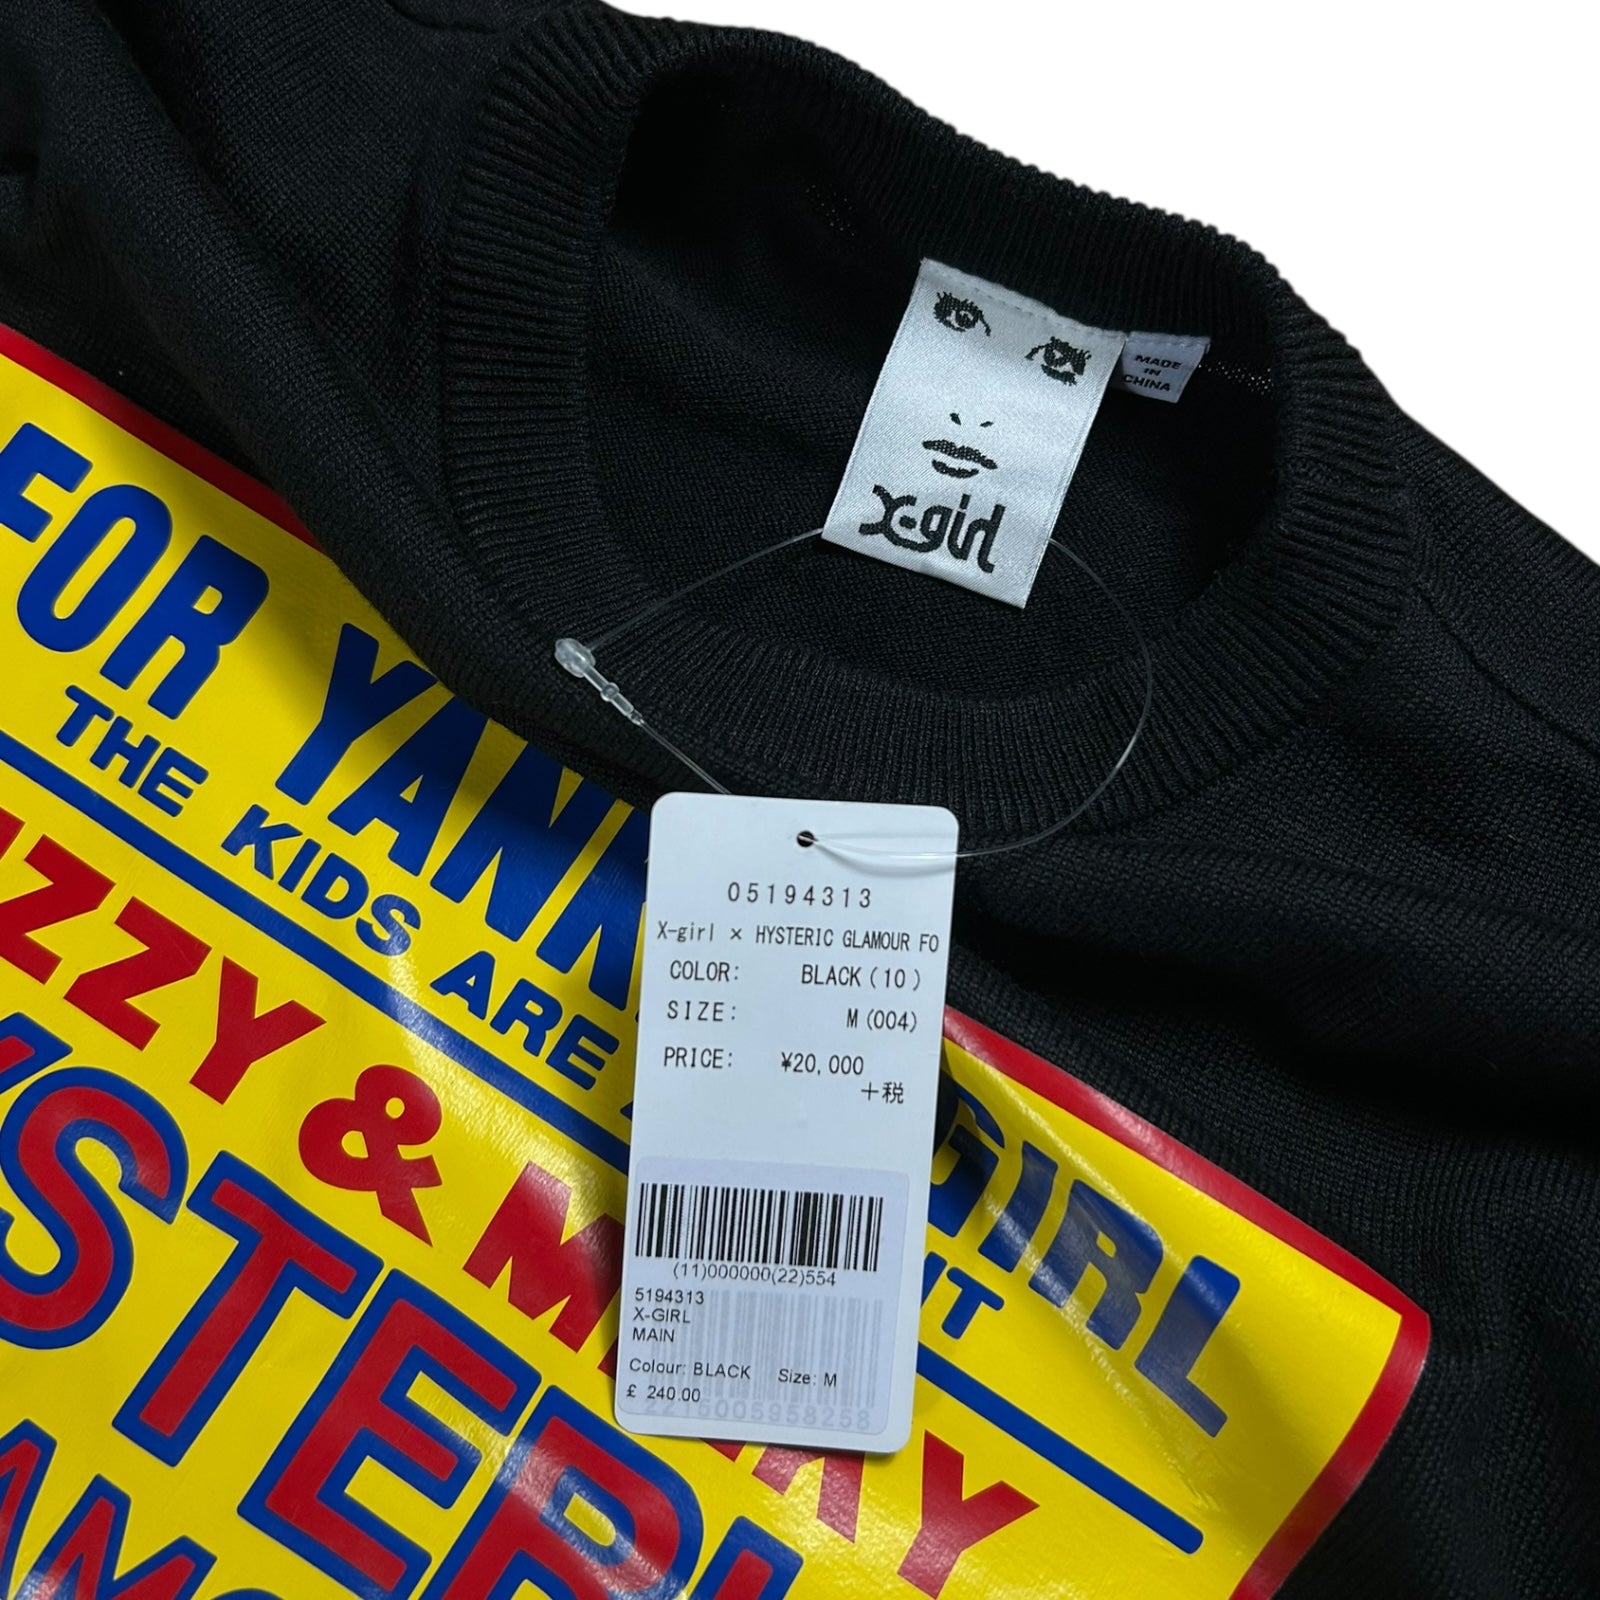 MADE
IN
CHINA
X-girl
FOR YANK GIRL
THE KIDS ARE
ZZY & M
05194313
X-girl × HYSTERIC GLAMOUR FO
COLOR: BLACK(10)
SIZE: M(004)
PRICE: ¥20,000
+税
(11)000000(22)554
5194313
X-GIRL
MAIN
Colour: BLACK Size: M
£ 240.00
2216005958258